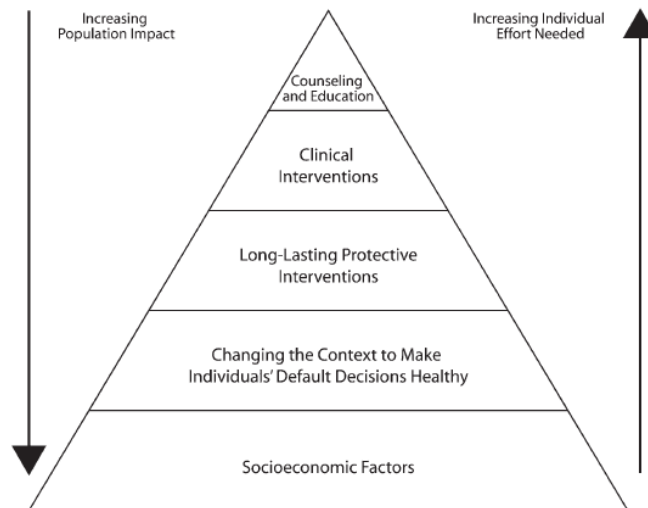 Increasing
Population Impact
Increasing Individual
Effort Needed
Counseling
and Education
Clinical
Interventions
Long-Lasting Protective
Interventions
Changing the Context to Make
Individuals' Default Decisions Healthy
Socioeconomic Factors